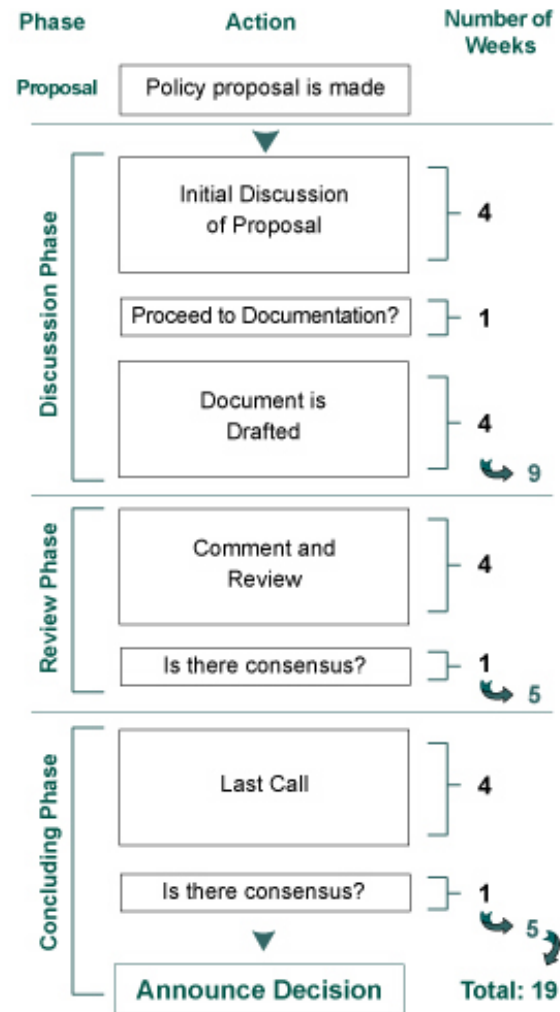 Phase Action Number of Weeks
Proposal Policy proposal is made
Discusssion Phase
Initial Discussion
of Proposal
4
Proceed to Documentation? 1
Document is
Drafted
4
9
Review Phase
Comment and
Review
4
Is there consensus? 1
5
Concluding Phase
Last Call 4
Is there consensus? 1
5
Announce Decision Total: 19